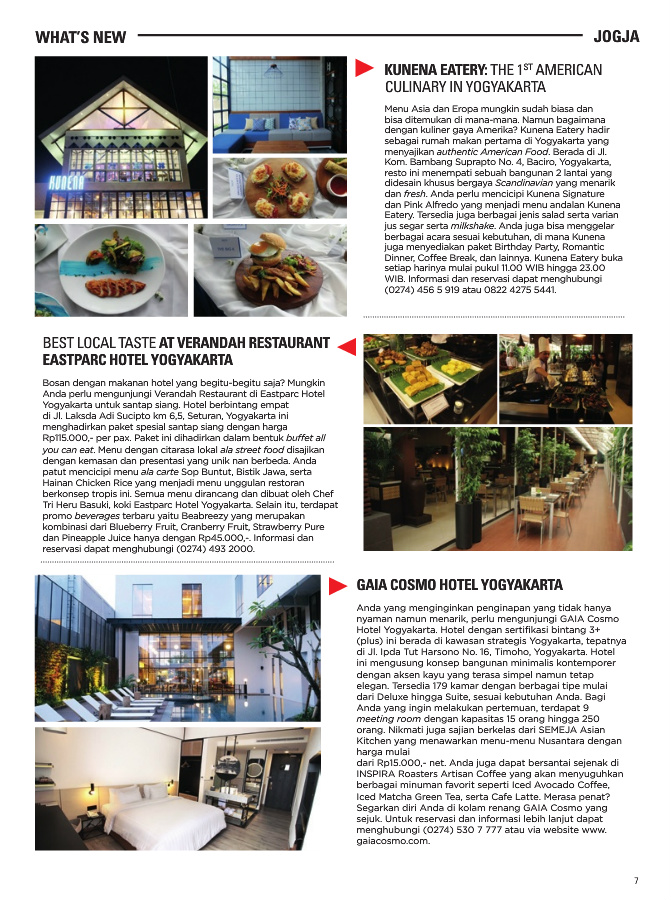 WHAT'S NEW
JOGJA
KUNENA
KUNENA EATERY: THE 1ST AMERICAN
CULINARY IN YOGYAKARTA
Menu Asia dan Eropa mungkin sudah biasa dan
bisa ditemukan di mana-mana. Namun bagaimana
dengan kuliner gaya Amerika? Kunena Eatery hadir
sebagai rumah makan pertama di Yogyakarta yang
menyajikan authentic American Food. Berada di Jl.
Kom. Bambang Suprapto No. 4, Baciro, Yogyakarta,
resto ini menempati sebuah bangunan 2 lantai yang
didesain khusus bergaya Scandinavian yang menarik
dan fresh. Anda perlu mencicipi Kunena Signature
dan Pink Alfredo yang menjadi menu andalan Kunena
Eatery. Tersedia juga berbagai jenis salad serta varian
jus segar serta milkshake. Anda juga bisa menggelar
berbagai acara sesuai kebutuhan, di mana Kunena
juga menyediakan paket Birthday Party, Romantic
Dinner, Coffee Break, dan lainnya. Kunena Eatery buka
setiap harinya mulai pukul 11.00 WIB hingga 23.00
WIB. Informasi dan reservasi dapat menghubungi
(0274) 456 5 919 atau 0822 4275 5441.
BEST LOCAL TASTE AT VERANDAH RESTAURANT
EASTPARC HOTEL YOGYAKARTA
Bosan dengan makanan hotel yang begitu-begitu saja? Mungkin
Anda perlu mengunjungi Verandah Restaurant di Eastparc Hotel
Yogyakarta untuk santap siang. Hotel berbintang empat
di Jl. Laksda Adi Sucipto km 6,5, Seturan, Yogyakarta ini
menghadirkan paket spesial santap siang dengan harga
Rp115.000,- per pax. Paket ini dihadirkan dalam bentuk buffet all
you can eat. Menu dengan citarasa lokal ala street food disajikan
dengan kemasan dan presentasi yang unik nan berbeda. Anda
patut mencicipi menu ala carte Sop Buntut, Bistik Jawa, serta
Hainan Chicken Rice yang menjadi menu unggulan restoran
berkonsep tropis ini. Semua menu dirancang dan dibuat oleh Chef
Tri Heru Basuki, koki Eastparc Hotel Yogyakarta. Selain itu, terdapat
promo beverages terbaru yaitu Beabreezy yang merupakan
kombinasi dari Blueberry Fruit, Cranberry Fruit, Strawberry Pure
dan Pineapple Juice hanya dengan Rp45.000,-. Informasi dan
reservasi dapat menghubungi (0274) 493 2000.
GAIA COSMO HOTEL YOGYAKARTA
Anda yang menginginkan penginapan yang tidak hanya
nyaman namun menarik, perlu mengunjungi GAIA Cosmo
Hotel Yogyakarta. Hotel dengan sertifikasi bintang 3+
(plus) ini berada di kawasan strategis Yogyakarta, tepatnya
di Jl. Ipda Tut Harsono No. 16, Timoho, Yogyakarta. Hotel
ini mengusung konsep bangunan minimalis kontemporer
dengan aksen kayu yang terasa simpel namun tetap
elegan. Tersedia 179 kamar dengan berbagai tipe mulai
dari Deluxe hingga Suite, sesuai kebutuhan Anda. Bagi
Anda yang ingin melakukan pertemuan, terdapat 9
meeting room dengan kapasitas 15 orang hingga 250
orang. Nikmati juga sajian berkelas dari SEMEJA Asian
Kitchen yang menawarkan menu-menu Nusantara dengan
harga mulai
dari Rp15.000,- net. Anda juga dapat bersantai sejenak di
INSPIRA Roasters Artisan Coffee yang akan menyuguhkan
berbagai minuman favorit seperti Iced Avocado Coffee,
Iced Matcha Green Tea, serta Cafe Latte. Merasa penat?
Segarkan diri Anda di kolam renang GAIA Cosmo yang
sejuk. Untuk reservasi dan informasi lebih lanjut dapat
menghubungi (0274) 530 7 777 atau via website www.
gaiacosmo.com.
7